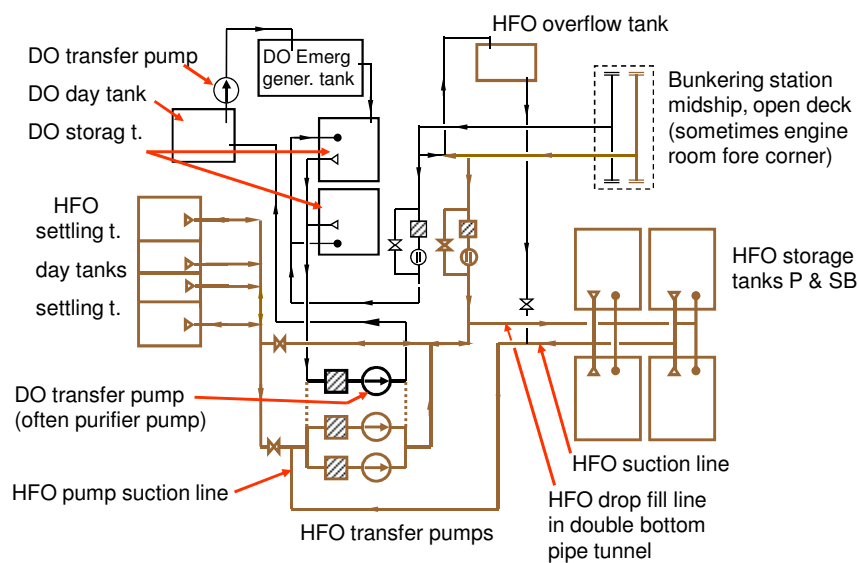 HFO overflow tank
DO transfer pump
DO day tank
DO storag t.
DO Emerg
gener. tank
Bunkering station
midship, open deck
(sometimes engine
room fore corner)
HFO
settling t.
day tanks
settling t.
HFO storage
tanks P & SB
DO transfer pump
(often purifier pump)
HFO pump suction line
HFO transfer pumps
HFO suction line
HFO drop fill line
in double bottom
pipe tunnel